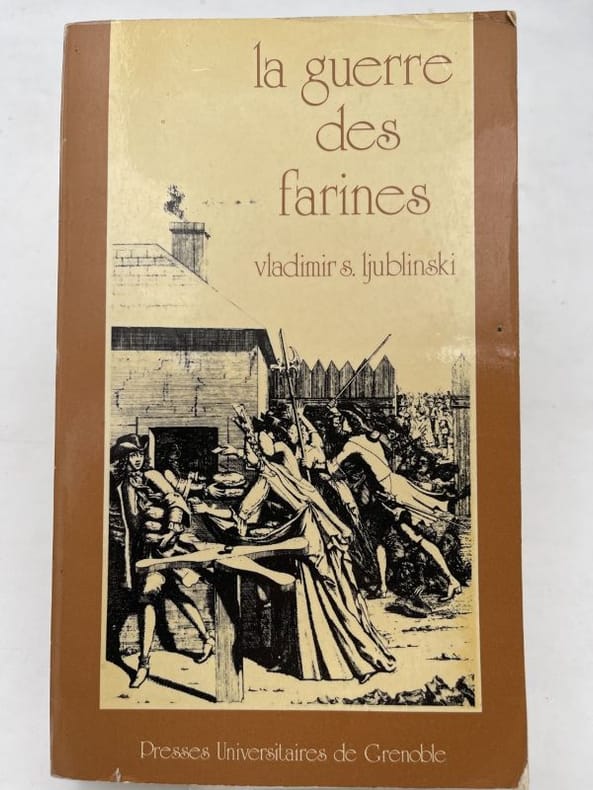 la guerre
des
farines
vladimir s. ljublinski
Presses Universitaires de Grenoble